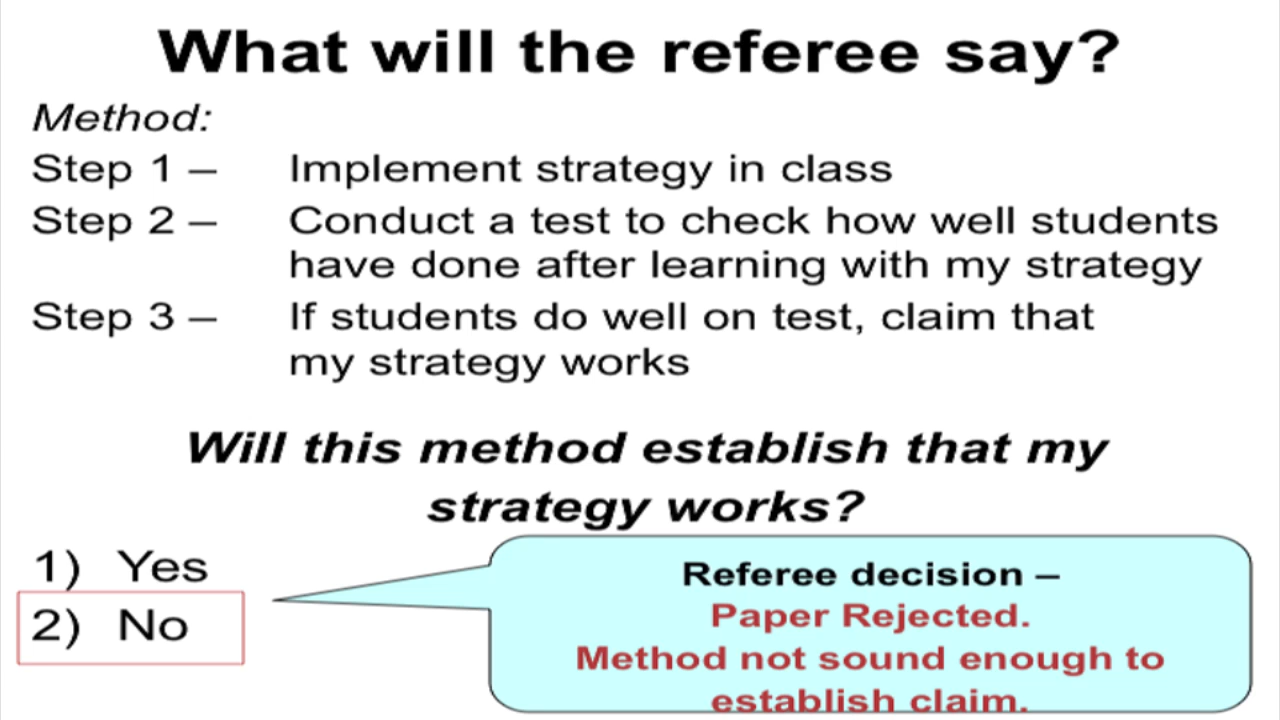 What will the referee say?
Method:
Step 1 – Implement strategy in class
Step 2 – Conduct a test to check how well students
have done after learning with my strategy
Step 3 – If students do well on test, claim that
my strategy works
Will this method establish that my
strategy works?
1) Yes
2) No
Referee decision –
Paper Rejected.
Method not sound enough to
establish claim.